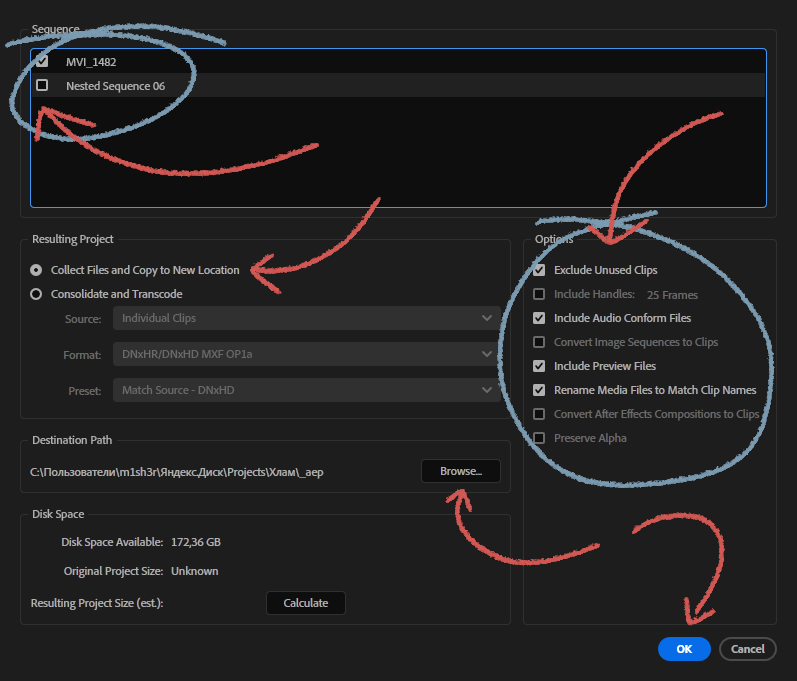 Sequence
MVI_1482
Nested Sequence 06
Resulting Project
Collect Files and Copy to New Location
Consolidate and Transcode
Source: Individual Clips
Format: DNxHR/DNxHD MXF OP1a
Preset: Match Source - DNxHD
Options
Exclude Unused Clips
Include Handles: 25 Frames
Include Audio Conform Files
Convert Image Sequences to Clips
Include Preview Files
Rename Media Files to Match Clip Names
Convert After Effects Compositions to Clips
Preserve Alpha
Destination Path
C:\Пользователи\m1sh3r\Яндекс.Диск\Projects\Хлам\_aep
Browse...
Disk Space
Disk Space Available: 172,36 GB
Original Project Size: Unknown
Resulting Project Size (est.):
Calculate
OK
Cancel